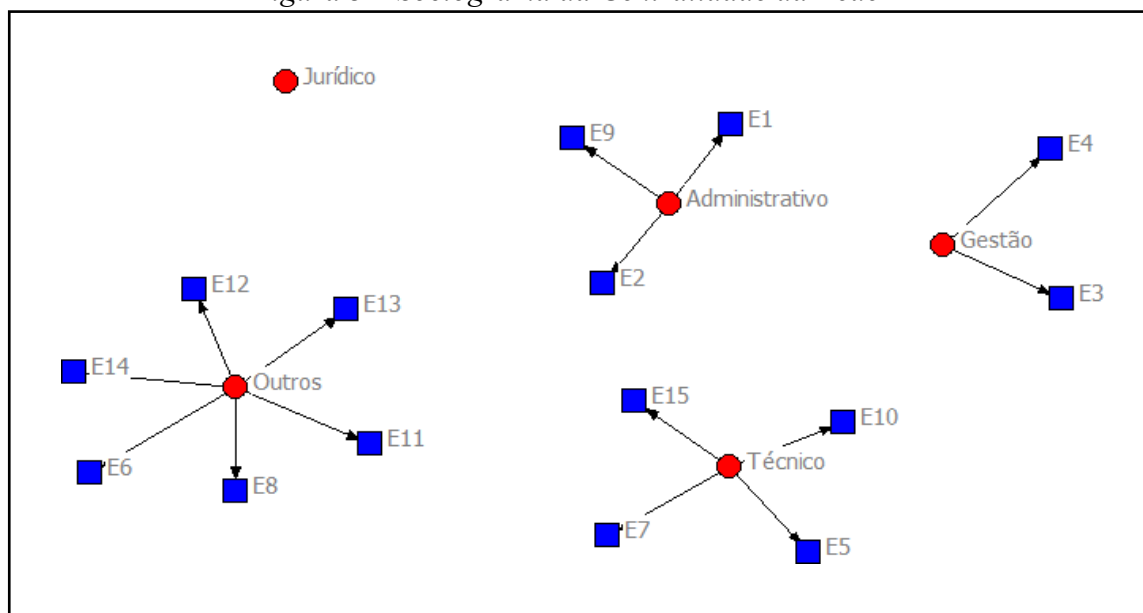 Jurídico
E1
E9
E4
Administrativo
Gestão
E2
E3
E12
E13
E14
Outros
E15
E10
E11
Técnico
E6
E8
E7
E5